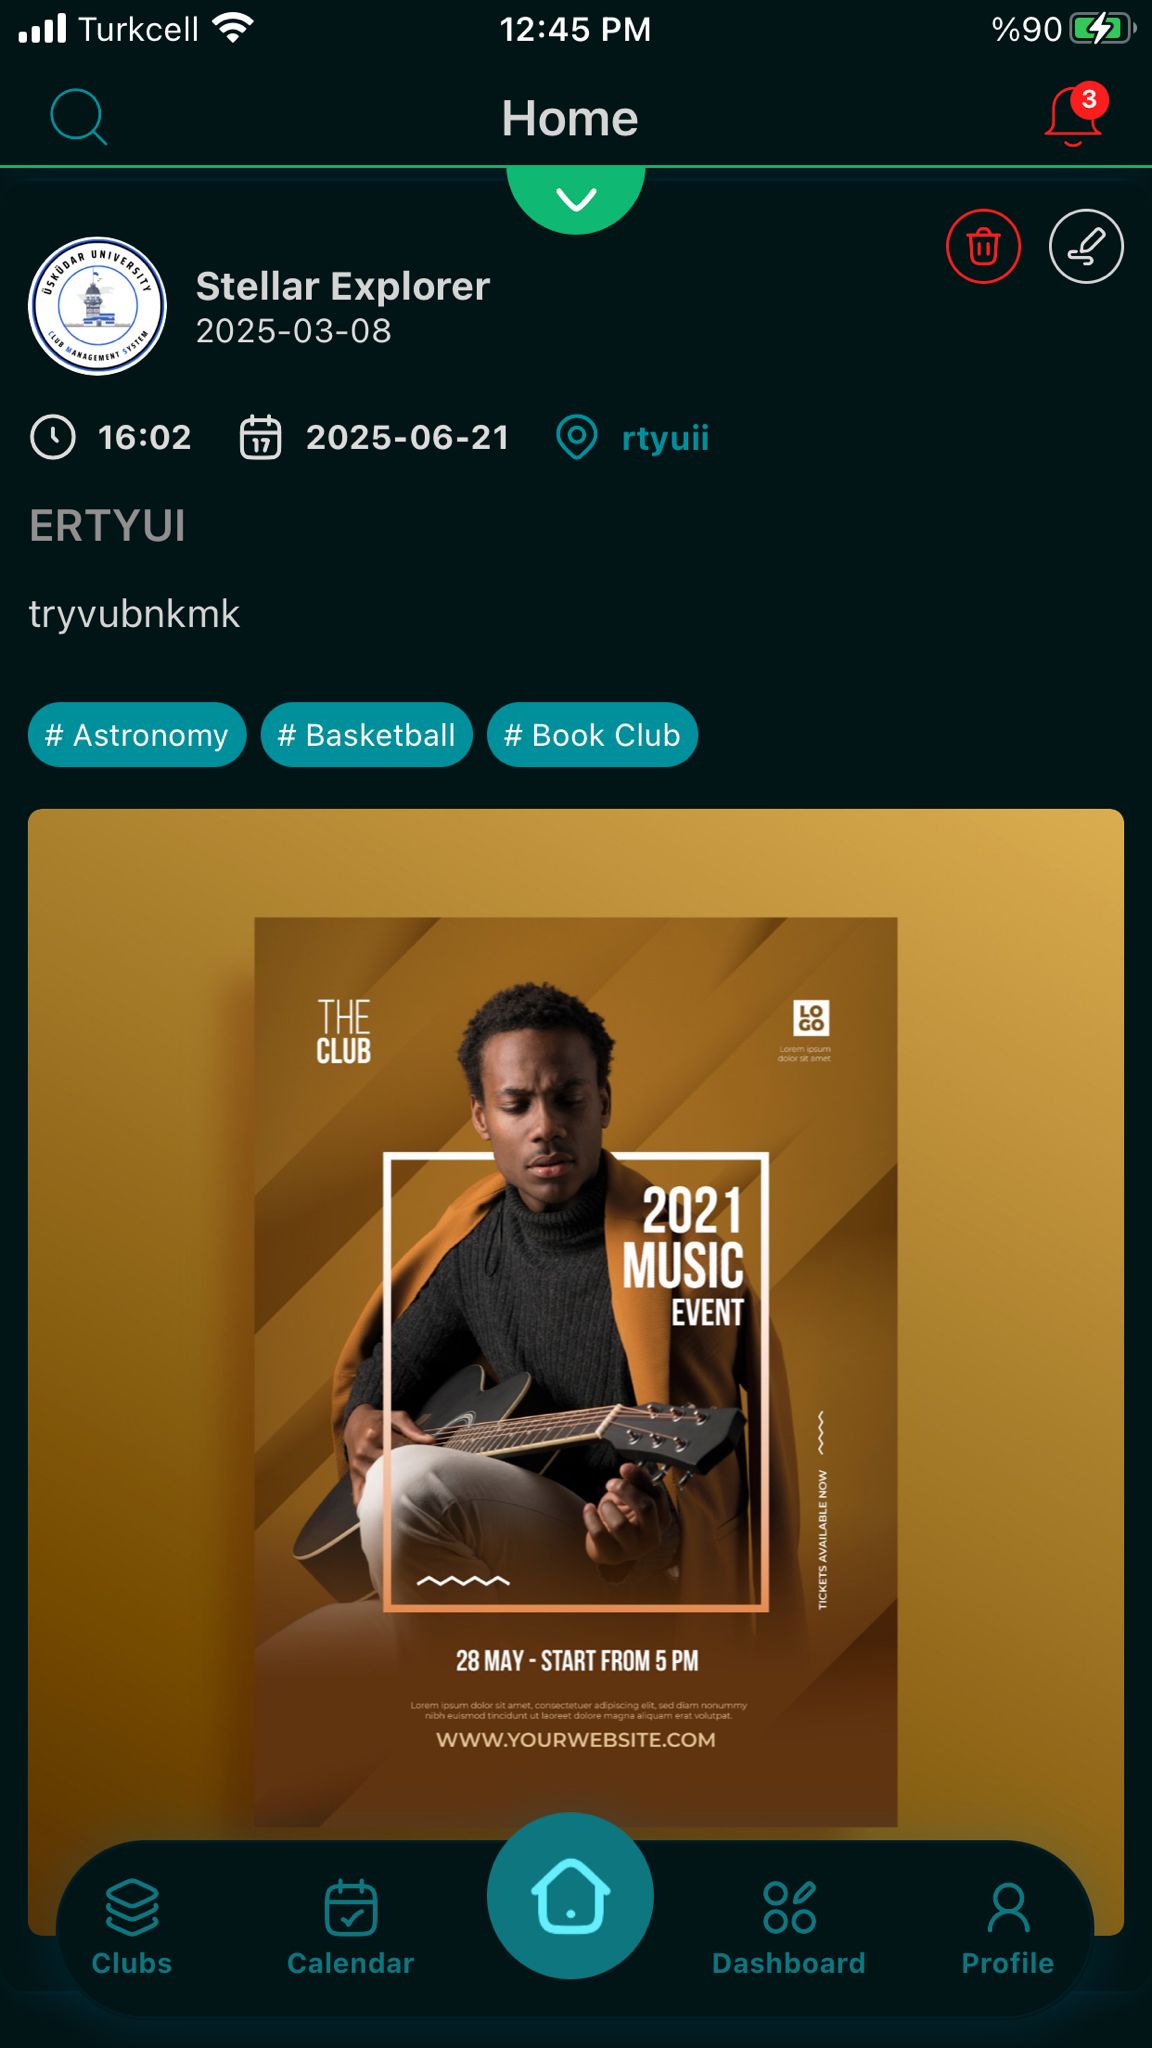 Turkcell 12:45 PM %90
Home
3
ÜSKÜDAR UNIVERSITY
CLUB MANAGEMENT SYSTEM
Stellar Explorer
2025-03-08
16:02 17 2025-06-21 rtyuii
ERTYUI
tryvubnkmk
# Astronomy # Basketball # Book Club
THE
CLUB
LO
GO
Lorem ipsum
dolor sit amet
2021
MUSIC
EVENT
TICKETS AVAILABLE NOW
28 MAY - START FROM 5 PM
Lorem ipsum dolor sit amet, consectetuer adipiscing elit, sed diam nonummy
nibh euismod tincidunt ut laoreet dolore magna aliquam erat volutpat.
WWW.YOURWEBSITE.COM
Clubs Calendar Dashboard Profile